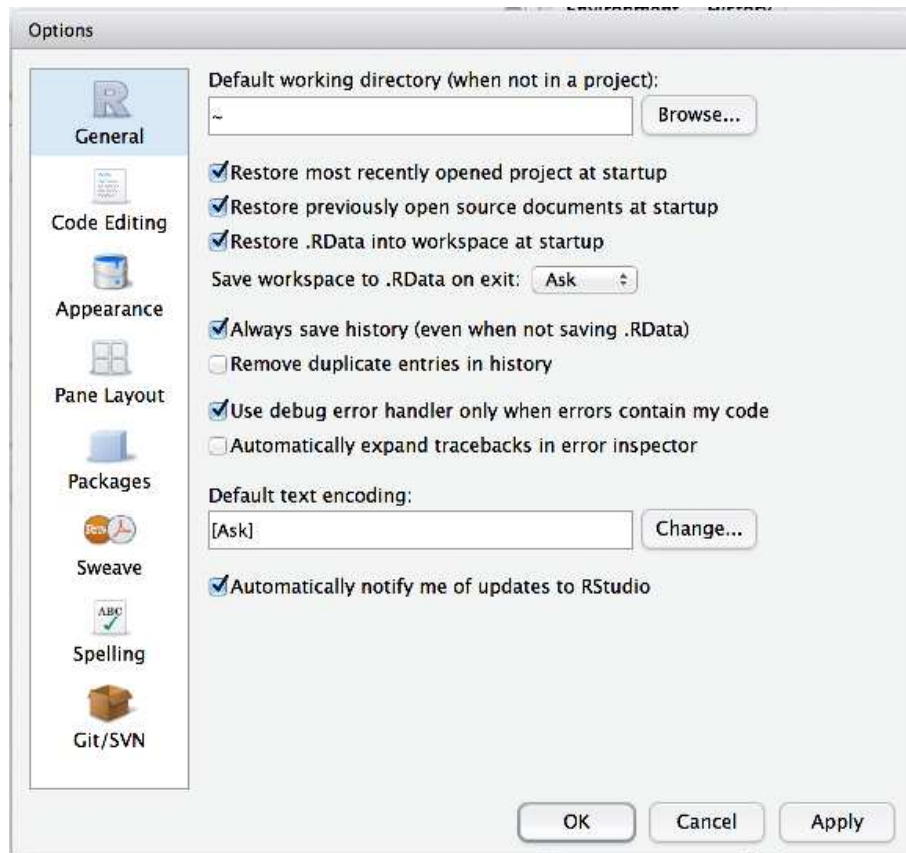 Environment History
Options
General
Code Editing
Appearance
Pane Layout
Packages
Sweave
ABC
Spelling
Git/SVN
Default working directory (when not in a project):
~
Browse...
Restore most recently opened project at startup
Restore previously open source documents at startup
Restore .RData into workspace at startup
Save workspace to .RData on exit: Ask
Always save history (even when not saving .RData)
Remove duplicate entries in history
Use debug error handler only when errors contain my code
Automatically expand tracebacks in error inspector
Default text encoding:
[Ask]
Change...
Automatically notify me of updates to RStudio
OK Cancel Apply